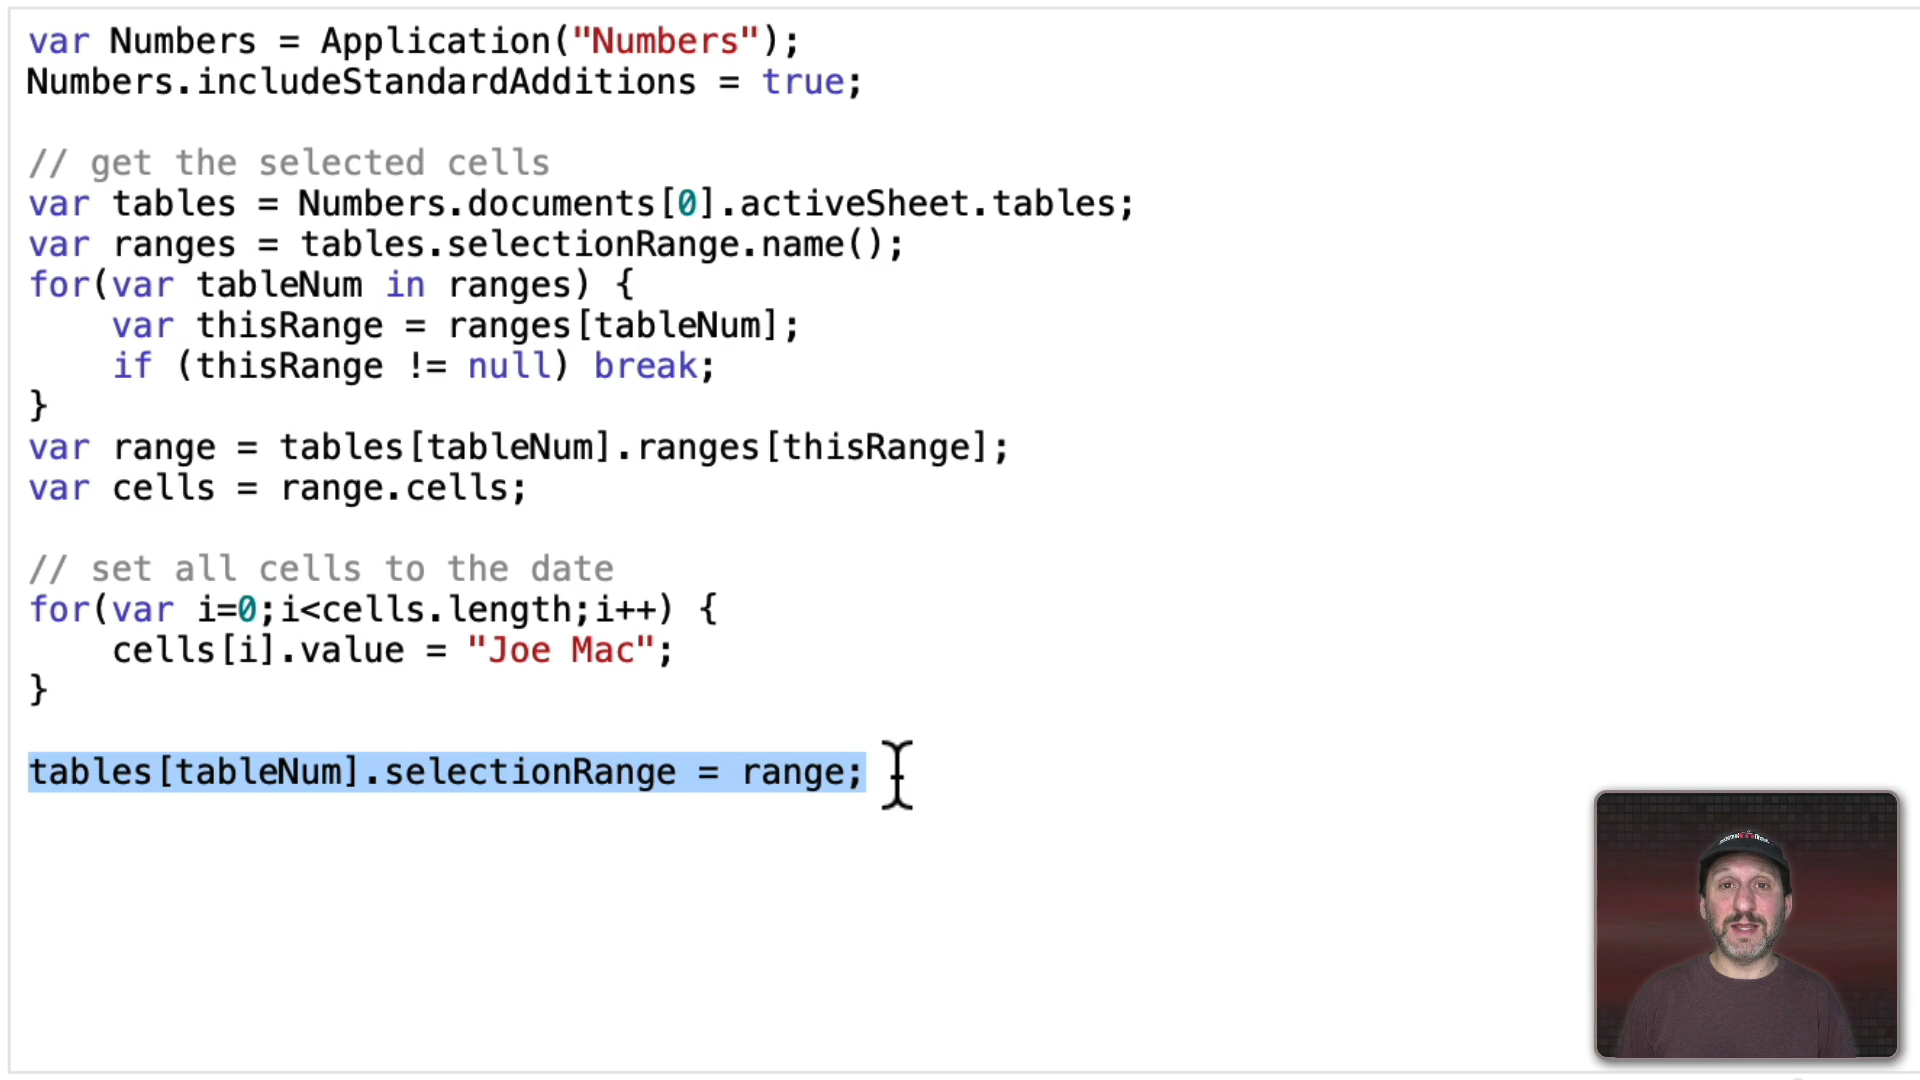 var Numbers = Application("Numbers");
Numbers.includeStandardAdditions = true;

// get the selected cells
var tables = Numbers.documents[0].activeSheet.tables;
var ranges = tables.selectionRange.name();
for(var tableNum in ranges) {
    var thisRange = ranges[tableNum];
    if (thisRange != null) break;
}
var range = tables[tableNum].ranges[thisRange];
var cells = range.cells;

// set all cells to the date
for(var i=0;i<cells.length;i++) {
    cells[i].value = "Joe Mac";
}

tables[tableNum].selectionRange = range;